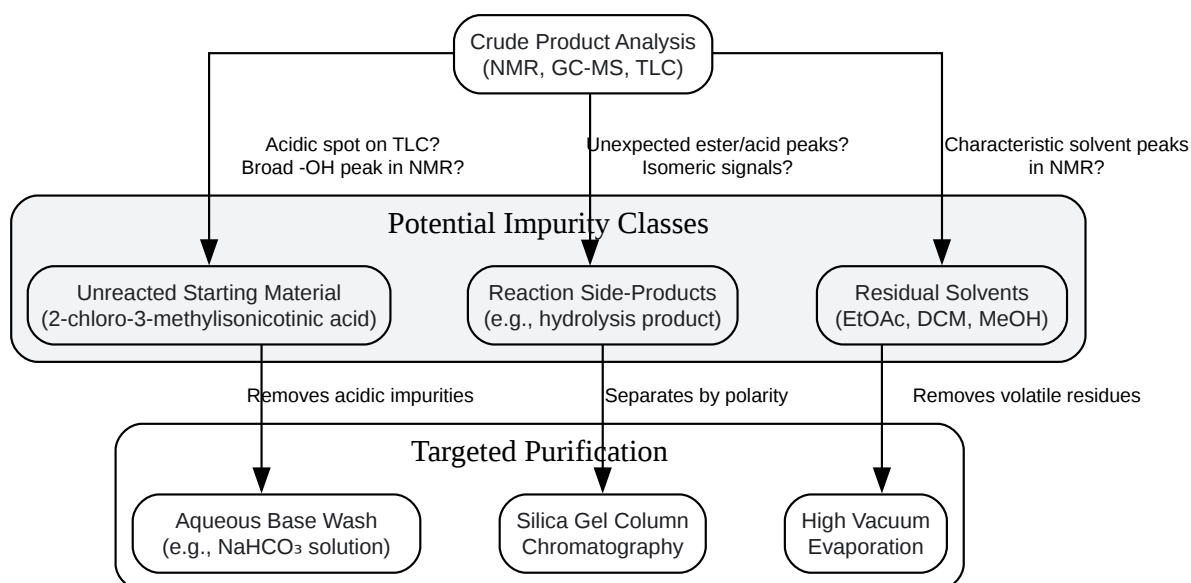 Crude Product Analysis
(NMR, GC-MS, TLC)
Acidic spot on TLC?
Broad -OH peak in NMR?
Unexpected ester/acid peaks?
Isomeric signals?
Characteristic solvent peaks
in NMR?
Potential Impurity Classes
Unreacted Starting Material
(2-chloro-3-methylisonicotinic acid)
Reaction Side-Products
(e.g., hydrolysis product)
Residual Solvents
(EtOAc, DCM, MeOH)
Removes acidic impurities
Separates by polarity
Removes volatile residues
Targeted Purification
Aqueous Base Wash
(e.g., NaHCO₃ solution)
Silica Gel Column
Chromatography
High Vacuum
Evaporation